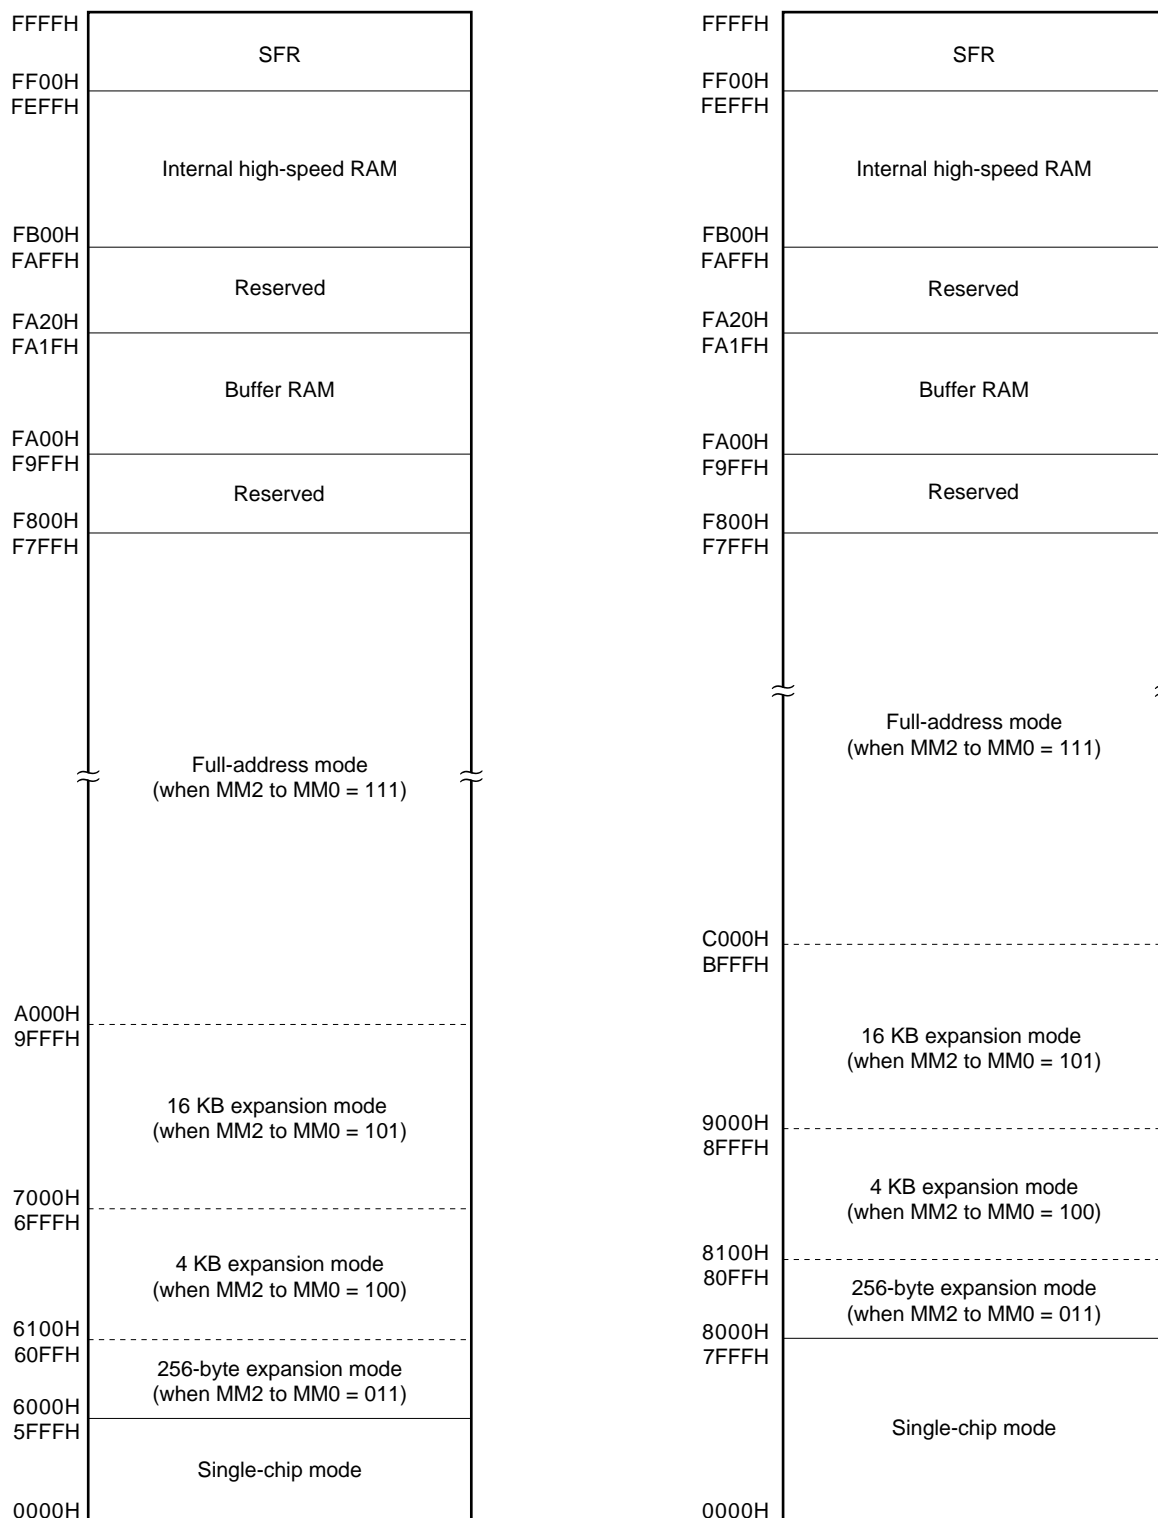 FFFFH
SFR
FF00H
FEFFH
Internal high-speed RAM
FB00H
FAFFH
Reserved
FA20H
FA1FH
Buffer RAM
FA00H
F9FFH
Reserved
F800H
F7FFH
Full-address mode
(when MM2 to MM0 = 111)
A000H
9FFFH
16 KB expansion mode
(when MM2 to MM0 = 101)
7000H
6FFFH
4 KB expansion mode
(when MM2 to MM0 = 100)
6100H
60FFH
256-byte expansion mode
(when MM2 to MM0 = 011)
6000H
5FFFH
Single-chip mode
0000H
FFFFH
SFR
FF00H
FEFFH
Internal high-speed RAM
FB00H
FAFFH
Reserved
FA20H
FA1FH
Buffer RAM
FA00H
F9FFH
Reserved
F800H
F7FFH
Full-address mode
(when MM2 to MM0 = 111)
C000H
BFFFH
16 KB expansion mode
(when MM2 to MM0 = 101)
9000H
8FFFH
4 KB expansion mode
(when MM2 to MM0 = 100)
8100H
80FFH
256-byte expansion mode
(when MM2 to MM0 = 011)
8000H
7FFFH
Single-chip mode
0000H